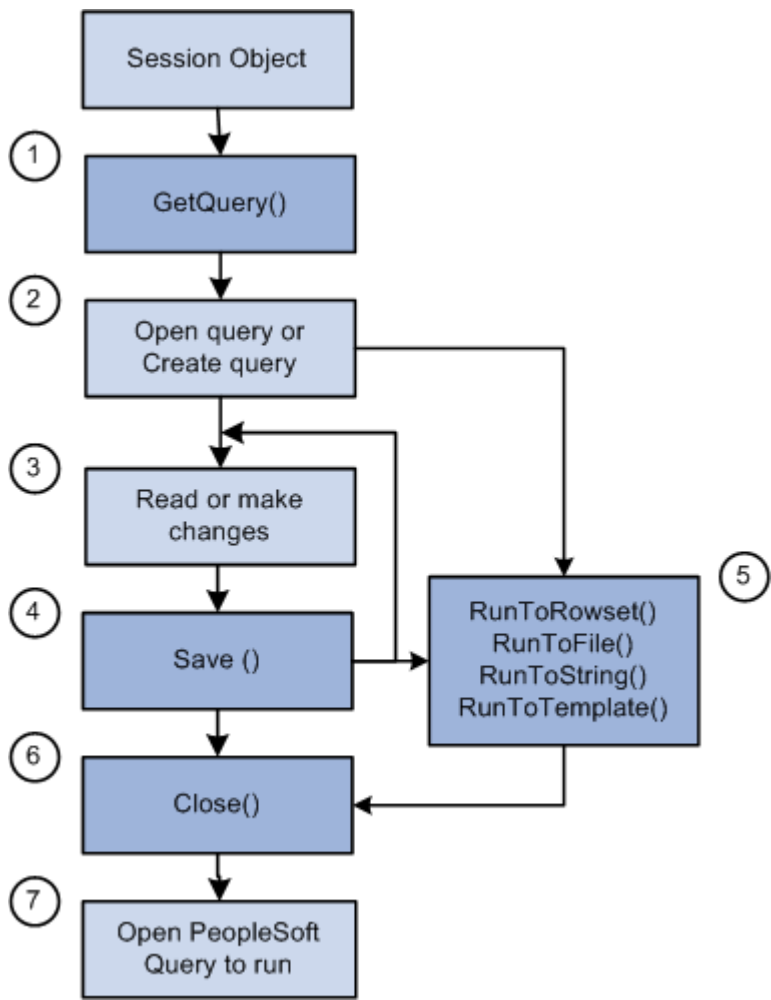 Session Object
1
GetQuery()
2
Open query or
Create query
3
Read or make
changes
4
Save ()
5
RunToRowset()
RunToFile()
RunToString()
RunToTemplate()
6
Close()
7
Open PeopleSoft
Query to run